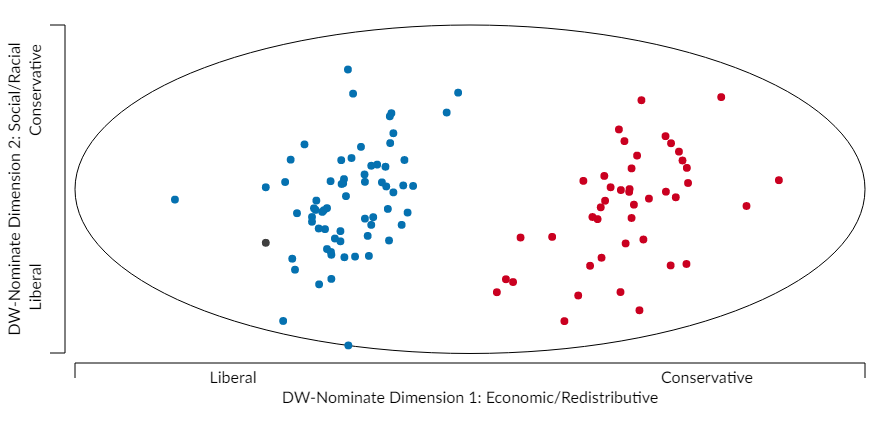 DW-Nominate Dimension 2: Social/Racial
Conservative
Liberal
Liberal
Conservative
DW-Nominate Dimension 1: Economic/Redistributive